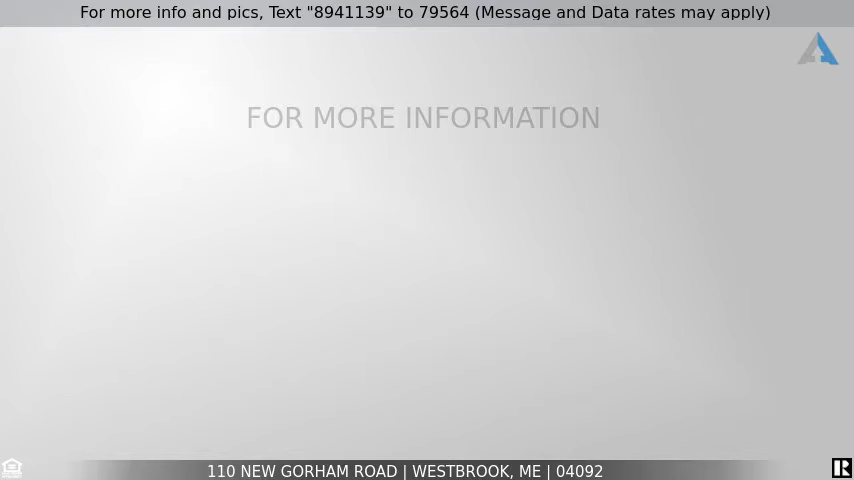 For more info and pics, Text "8941139" to 79564 (Message and Data rates may apply)
FOR MORE INFORMATION
110 NEW GORHAM ROAD | WESTBROOK, ME | 04092